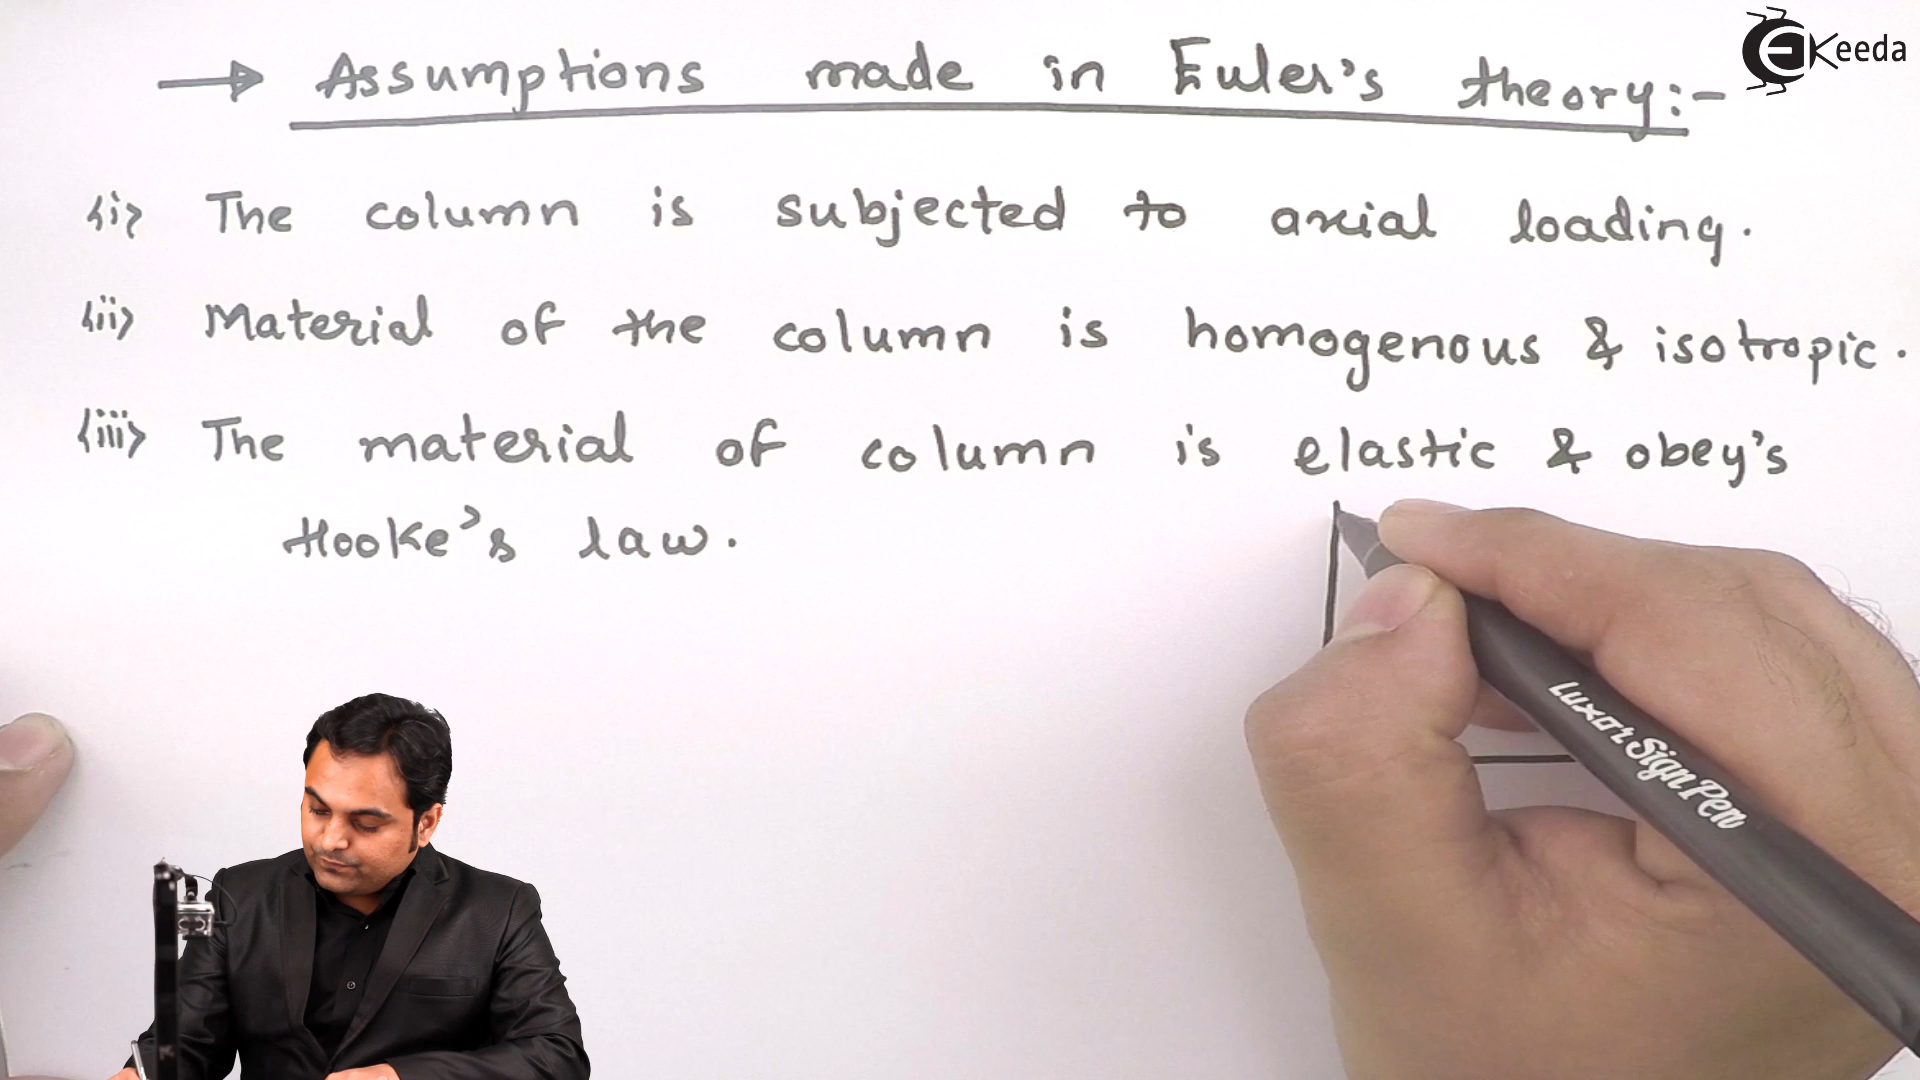 → Assumptions made in Euler's theory:-
Keeda
(i) The column is subjected to axial loading.
(ii) Material of the column is homogenous & isotropic.
(iii) The material of column is elastic & obey's
Hooke's law.
Luxor Sign Pen